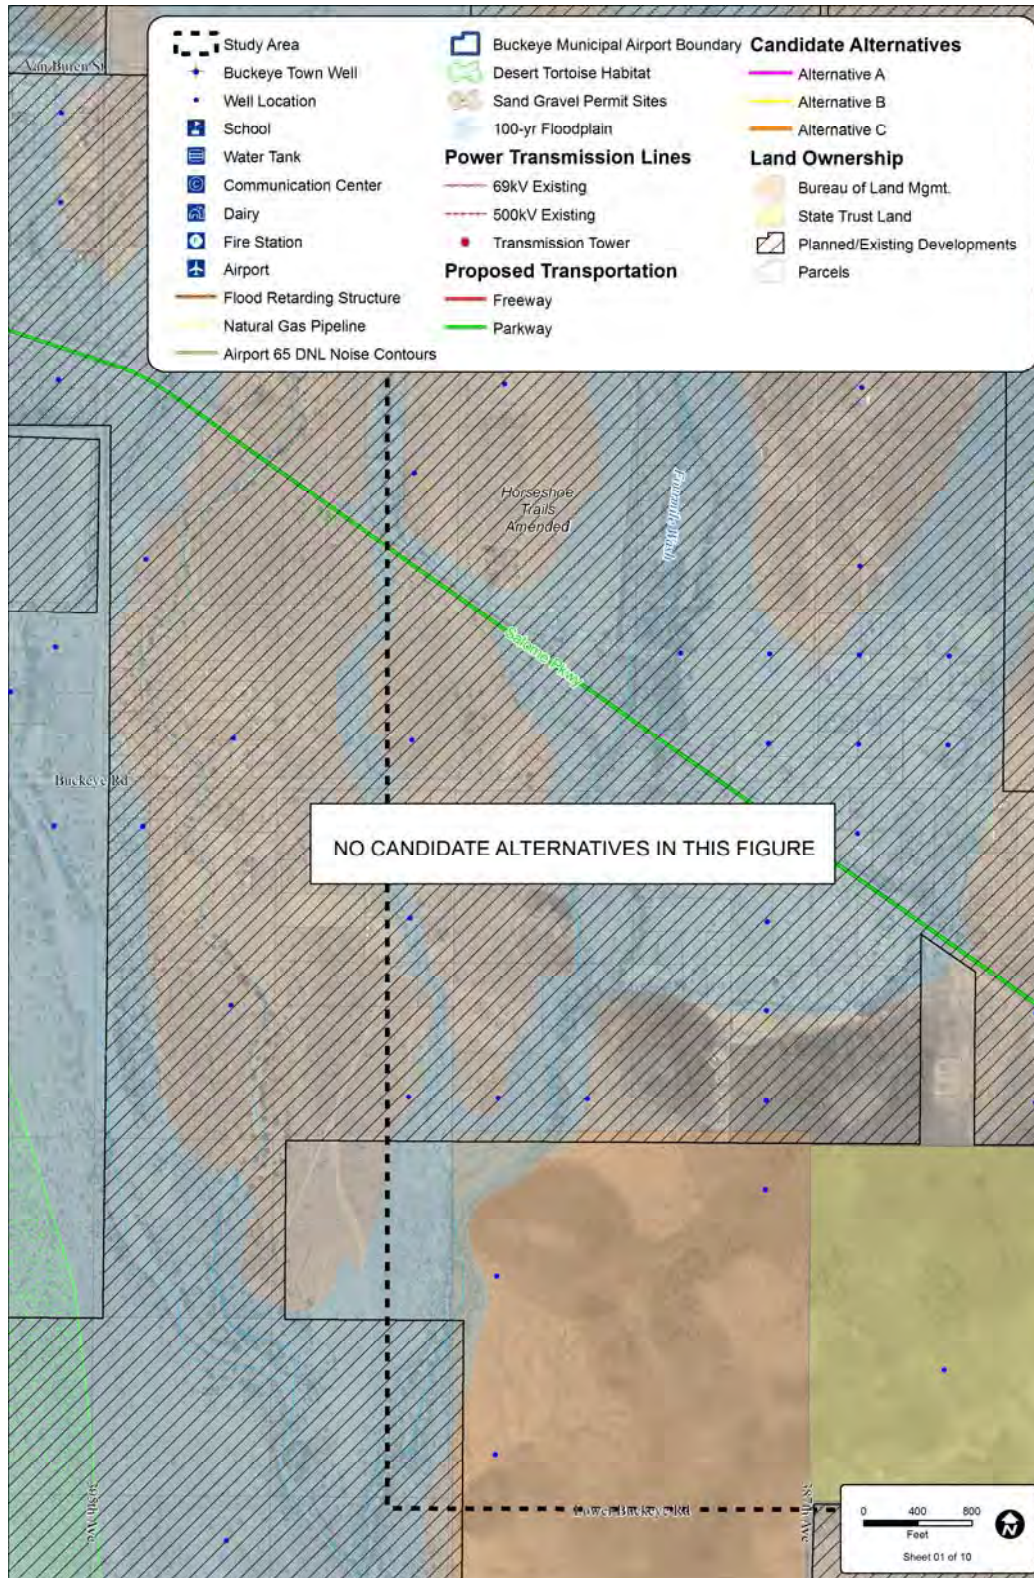 Study Area
Buckeye Town Well
Well Location
School
Water Tank
Communication Center
Dairy
Fire Station
Airport
Flood Retarding Structure
Natural Gas Pipeline
Airport 65 DNL Noise Contours
Buckeye Municipal Airport Boundary
Desert Tortoise Habitat
Sand Gravel Permit Sites
100-yr Floodplain
Power Transmission Lines
69kV Existing
500kV Existing
Transmission Tower
Proposed Transportation
Freeway
Parkway
Candidate Alternatives
Alternative A
Alternative B
Alternative C
Land Ownership
Bureau of Land Mgmt.
State Trust Land
Planned/Existing Developments
Parcels
Van Buren St
Horseshoe
Trails
Amended
Wash
Salome Pkwy
Buckeye Rd
NO CANDIDATE ALTERNATIVES IN THIS FIGURE
Lower Buckeye Rd
387th Ave
Ave
0 400 800
Feet
Sheet 01 of 10